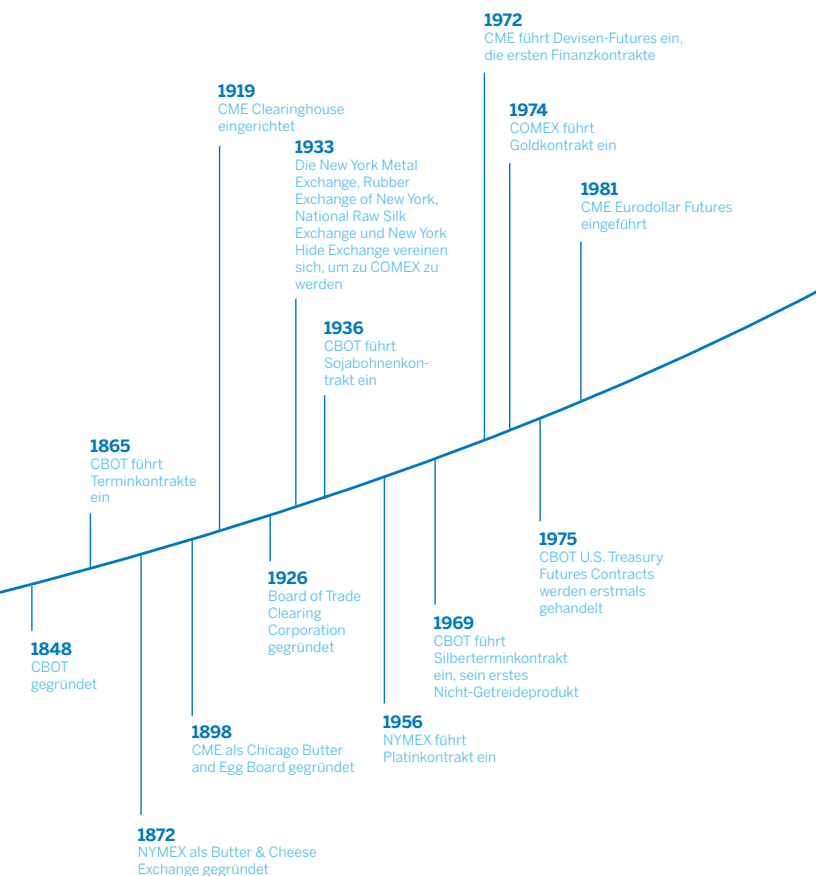 1972
CME führt Devisen-Futures ein,
die ersten Finanzkontrakte
1919
CME Clearinghouse
eingerichtet
1974
COMEX führt
Goldkontrakt ein
1933
Die New York Metal
Exchange, Rubber
Exchange of New York,
National Raw Silk
Exchange und New York
Hide Exchange vereinen
sich, um zu COMEX zu
werden
1981
CME Eurodollar Futures
eingeführt
1936
CBOT führt
Sojabohnenkon-
trakt ein
1865
CBOT führt
Terminkontrakte
ein
1975
CBOT U.S. Treasury
Futures Contracts
werden erstmals
gehandelt
1926
Board of Trade
Clearing
Corporation
gegründet
1969
CBOT führt
Silberterminkontrakt
ein, sein erstes
Nicht-Getreideprodukt
1848
CBOT
gegründet
1956
NYMEX führt
Platinkontrakt ein
1898
CME als Chicago Butter
and Egg Board gegründet
1872
NYMEX als Butter & Cheese
Exchange gegründet